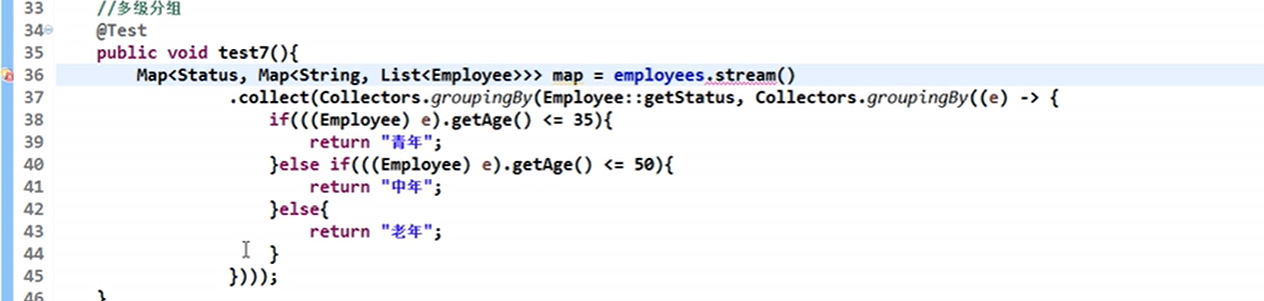 33 //多级分组
34 @Test
35 public void test7(){
36 Map<Status, Map<String, List<Employee>>> map = employees.stream()
37 .collect(Collectors.groupingBy(Employee::getStatus, Collectors.groupingBy((e) -> {
38 if(((Employee) e).getAge() <= 35){
39 return "青年";
40 }else if(((Employee) e).getAge() <= 50){
41 return "中年";
42 }else{
43 return "老年";
44 }
45 })));
46 }